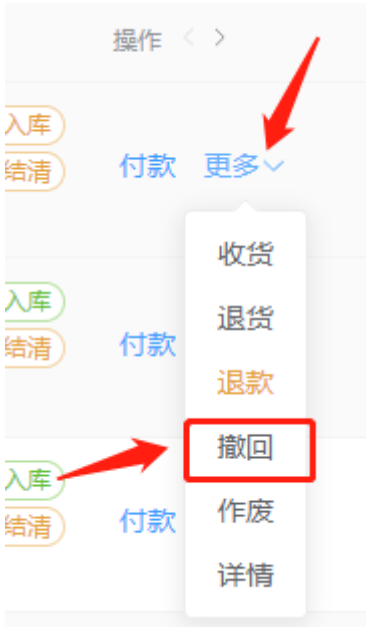 操作 < >
入库
结清 付款 更多
收货
退货
入库
结清 付款
退款
撤回
入库
结清 付款
作废
详情